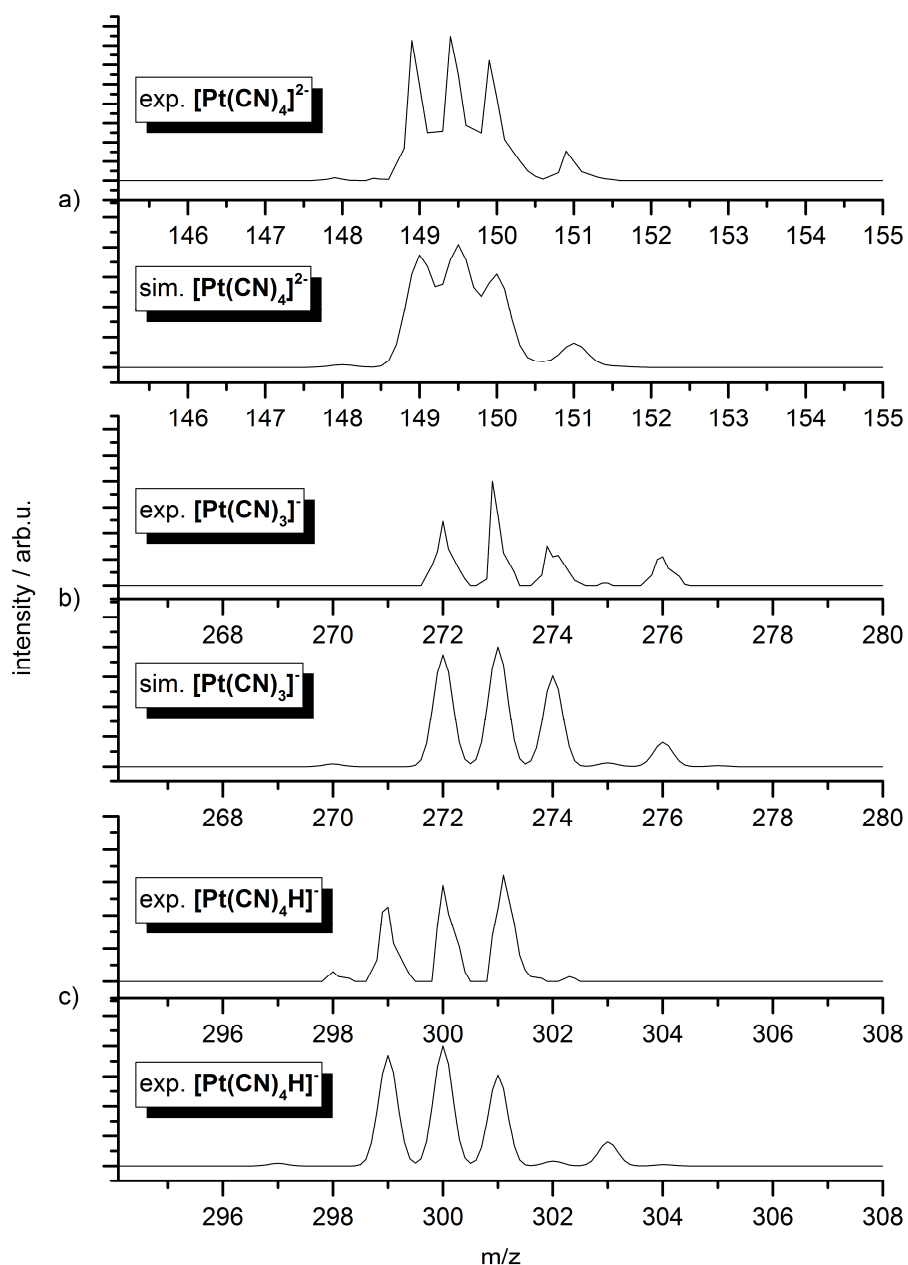 exp. [Pt(CN)₄]²⁻
a)
146 147 148 149 150 151 152 153 154 155
sim. [Pt(CN)₄]²⁻
146 147 148 149 150 151 152 153 154 155
intensity / arb.u.
exp. [Pt(CN)₃]⁻
b)
268 270 272 274 276 278 280
sim. [Pt(CN)₃]⁻
268 270 272 274 276 278 280
exp. [Pt(CN)₄H]⁻
c)
296 298 300 302 304 306 308
exp. [Pt(CN)₄H]⁻
296 298 300 302 304 306 308
m/z